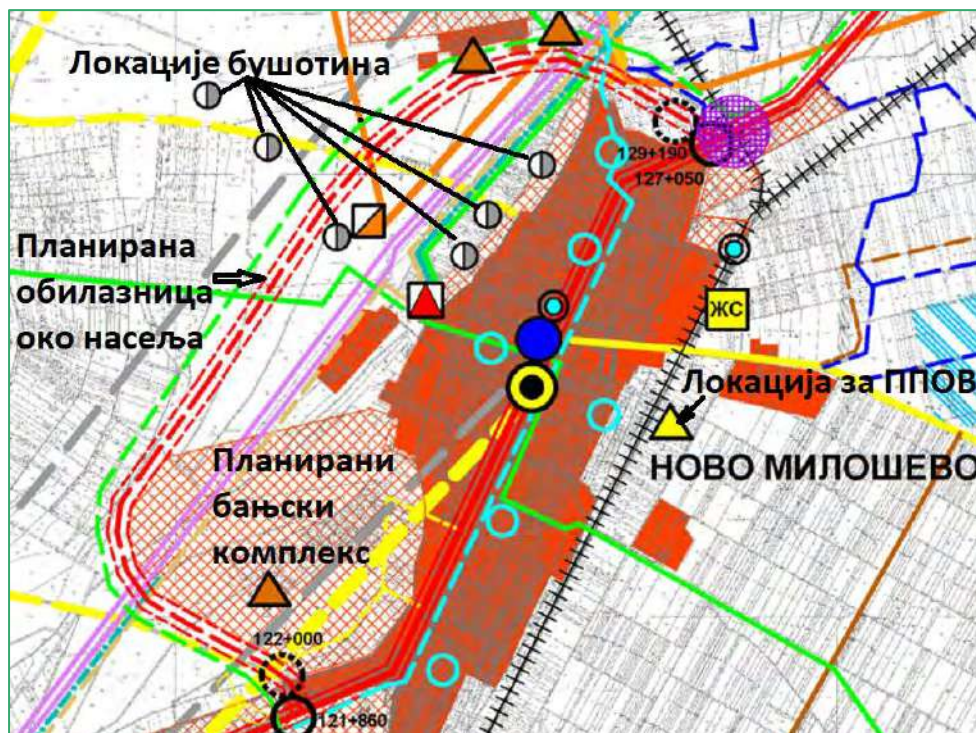 Локације бушотина
129+190
127+050
Планирана
обилазница
око насеља
ЖС
Локација за ППОВ
НОВО МИЛОШЕВО
Планирани
бањски
комплекс
122+000
121+860